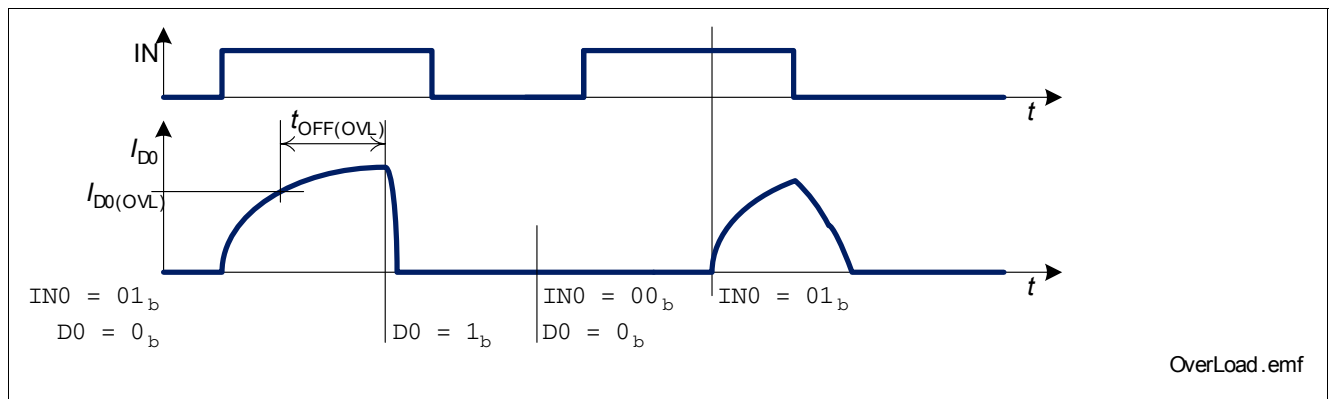 IN
t
tOFF(OVL)
ID0
ID0(OVL)
t
IN0 = 01b IN0 = 00b IN0 = 01b
D0 = 0b D0 = 1b D0 = 0b
OverLoad.emf